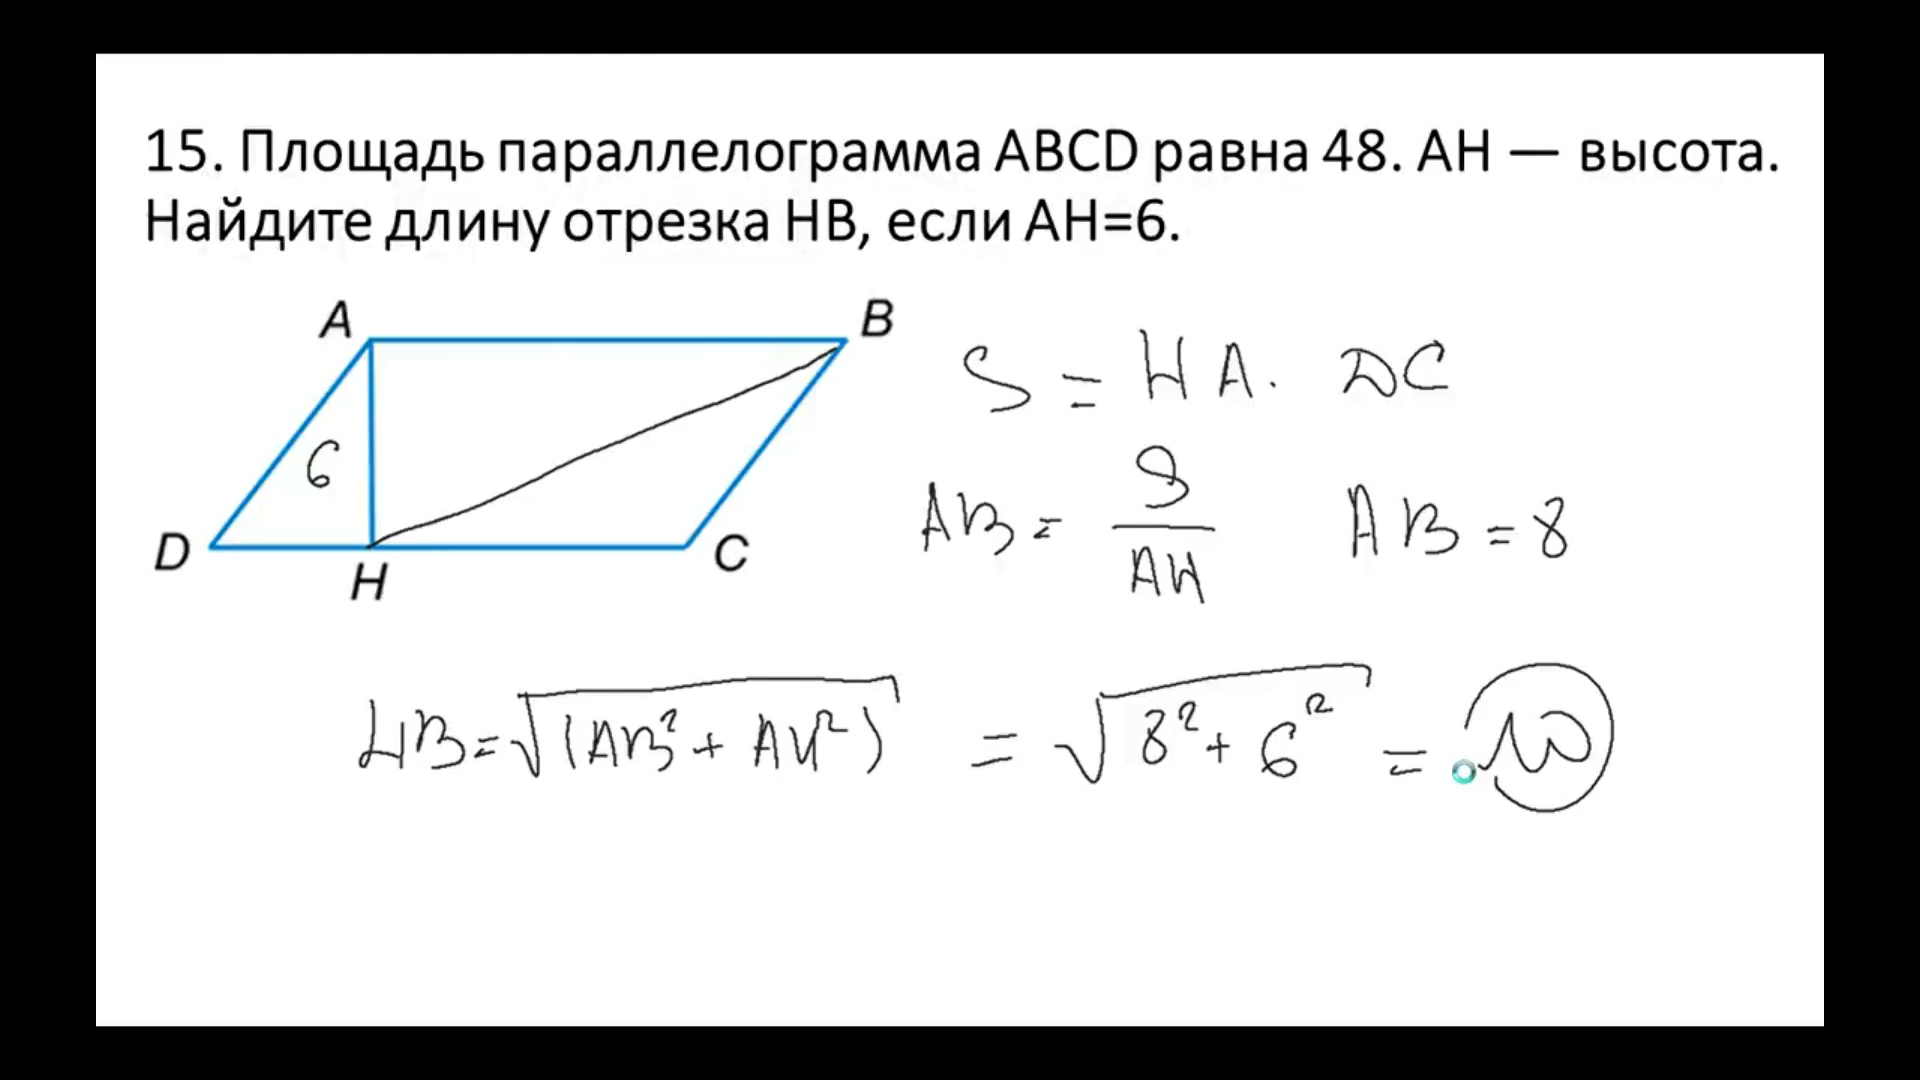 15. Площадь параллелограмма ABCD равна 48. AH — высота.
Найдите длину отрезка HB, если AH=6.
A
B
6
D
H
C
S = HA · DC
AB = S / AH
AB = 8
HB = √(AB² + AH²) = √8² + 6² = 10